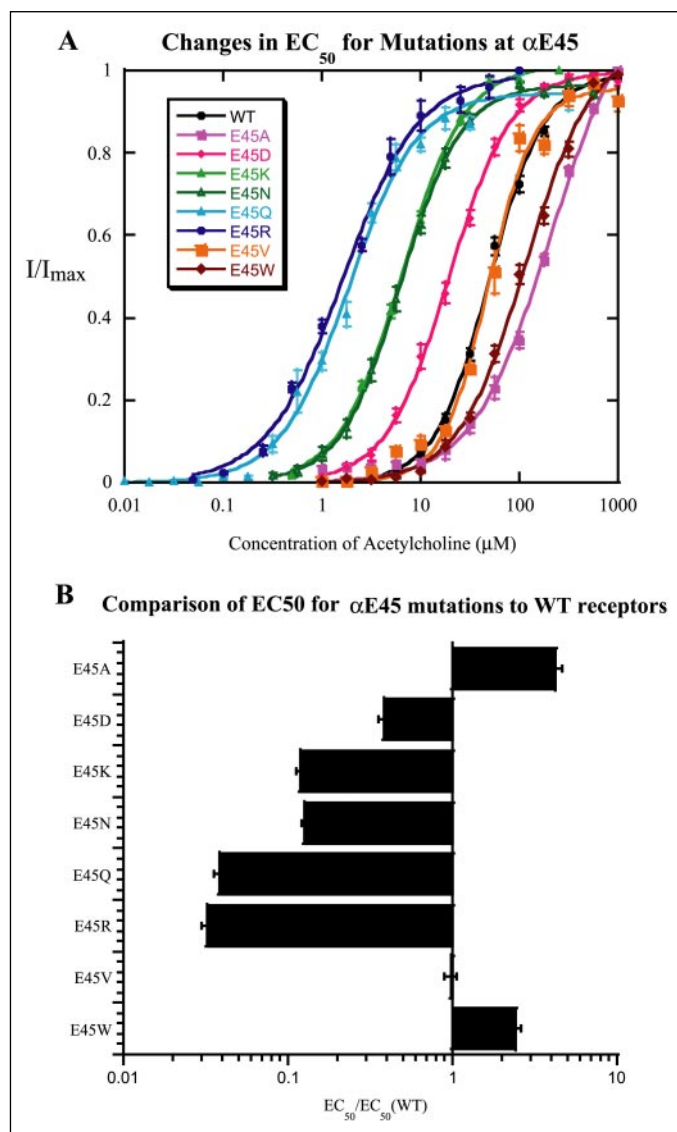 A
Changes in EC50 for Mutations at αE45
1
0.8
0.6
0.4
0.2
0
I/Imax
WT
E45A
E45D
E45K
E45N
E45Q
E45R
E45V
E45W
0.01 0.1 1 10 100 1000
Concentration of Acetylcholine (μM)
B
Comparison of EC50 for αE45 mutations to WT receptors
E45A
E45D
E45K
E45N
E45Q
E45R
E45V
E45W
0.01 0.1 1 10
EC50/EC50(WT)